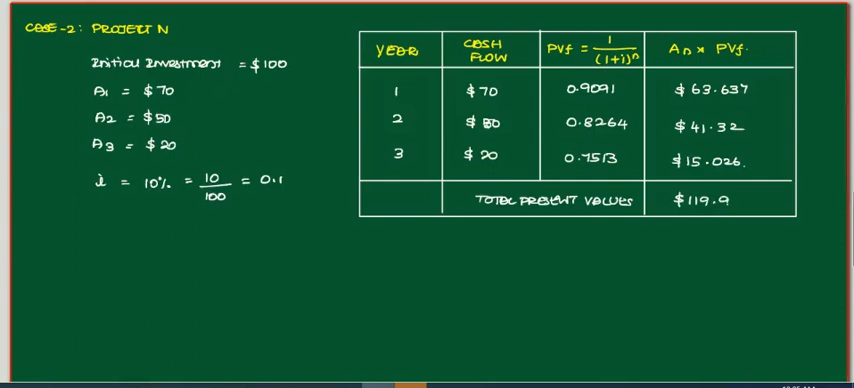 CASE-2: PROJECT N
Initial Investment = $100
A1 = $70
A2 = $50
A3 = $20
i = 10% = 10/100 = 0.1
YEAR CASH FLOW PVf = 1/(1+i)^n An × PVf.
1 $70 0.9091 $63.637
2 $50 0.8264 $41.32
3 $20 0.7513 $15.026.
TOTAL PRESENT VALUES $119.9